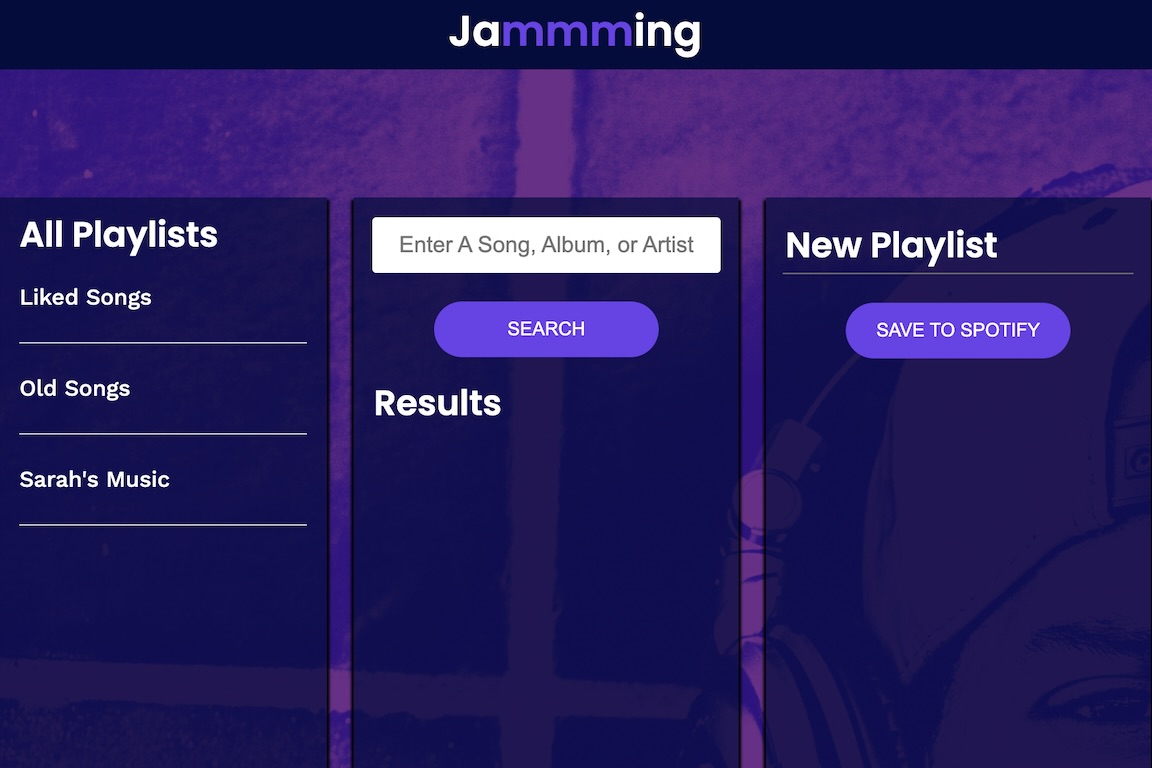 Jammming
All Playlists
Liked Songs
Old Songs
Sarah's Music
Enter A Song, Album, or Artist
SEARCH
Results
New Playlist
SAVE TO SPOTIFY